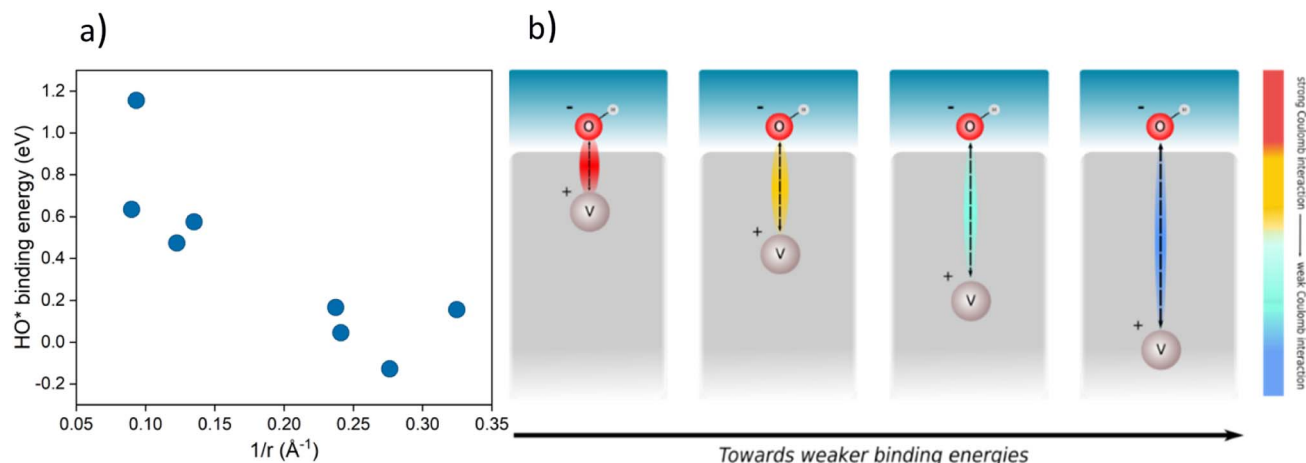 a)
1.2
1.0
0.8
0.6
0.4
0.2
0.0
-0.2
HO* binding energy (eV)
0.05 0.10 0.15 0.20 0.25 0.30 0.35
1/r (Å⁻¹)
b)
- O H
+ V
- O H
+ V
- O H
+ V
- O H
+ V
Towards weaker binding energies
strong Coulomb interaction → weak Coulomb interaction